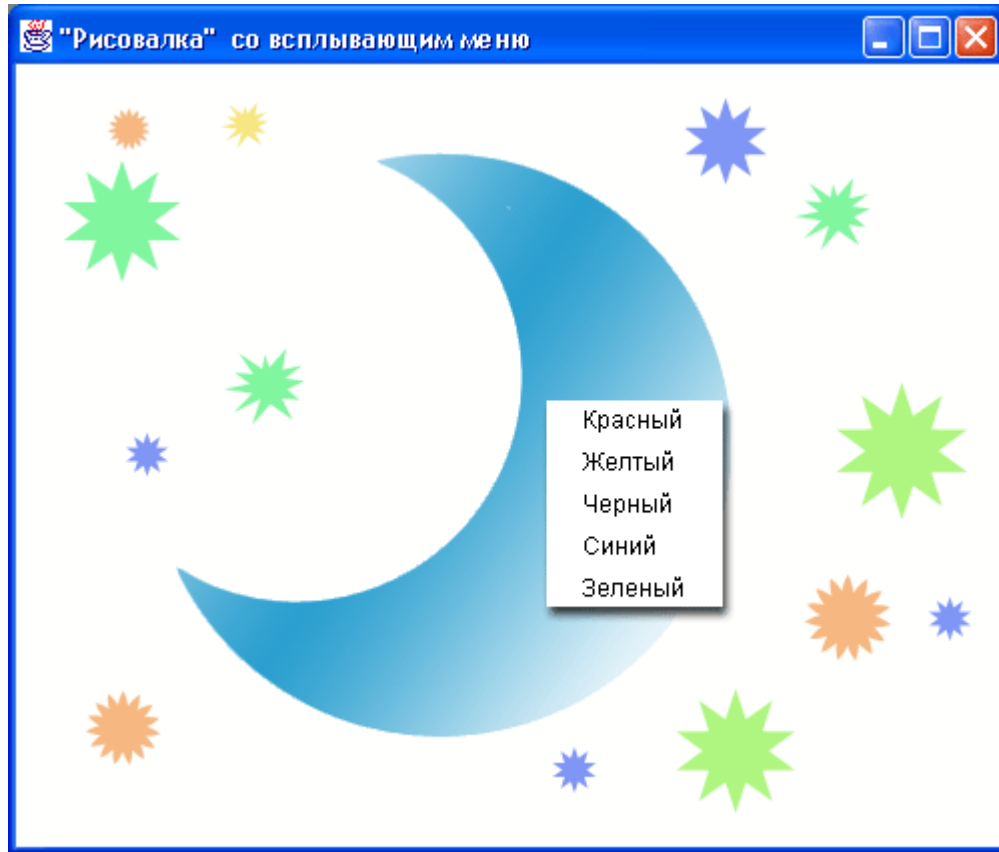 "Рисовалка" со всплывающим меню
Красный
Желтый
Черный
Синий
Зеленый